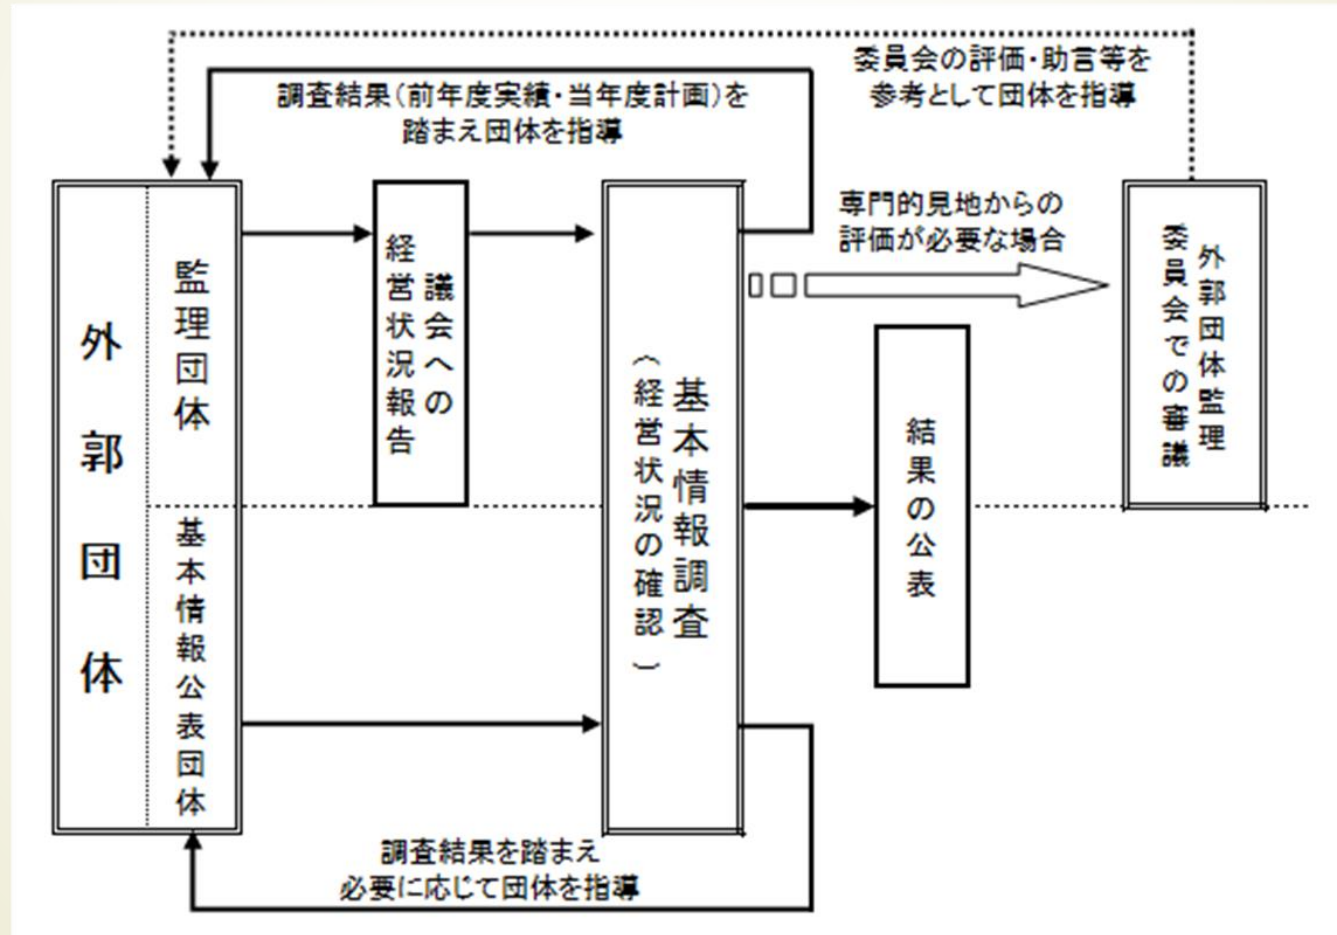 委員会の評価・助言等を
参考として団体を指導
調査結果(前年度実績・当年度計画)を
踏まえ団体を指導
専門的見地からの
評価が必要な場合
外郭団体
監理団体
基本情報公表団体
議会への
経営状況報告
基本情報調査
(経営状況の確認)
結果の公表
外郭団体監理
委員会での審議
調査結果を踏まえ
必要に応じて団体を指導